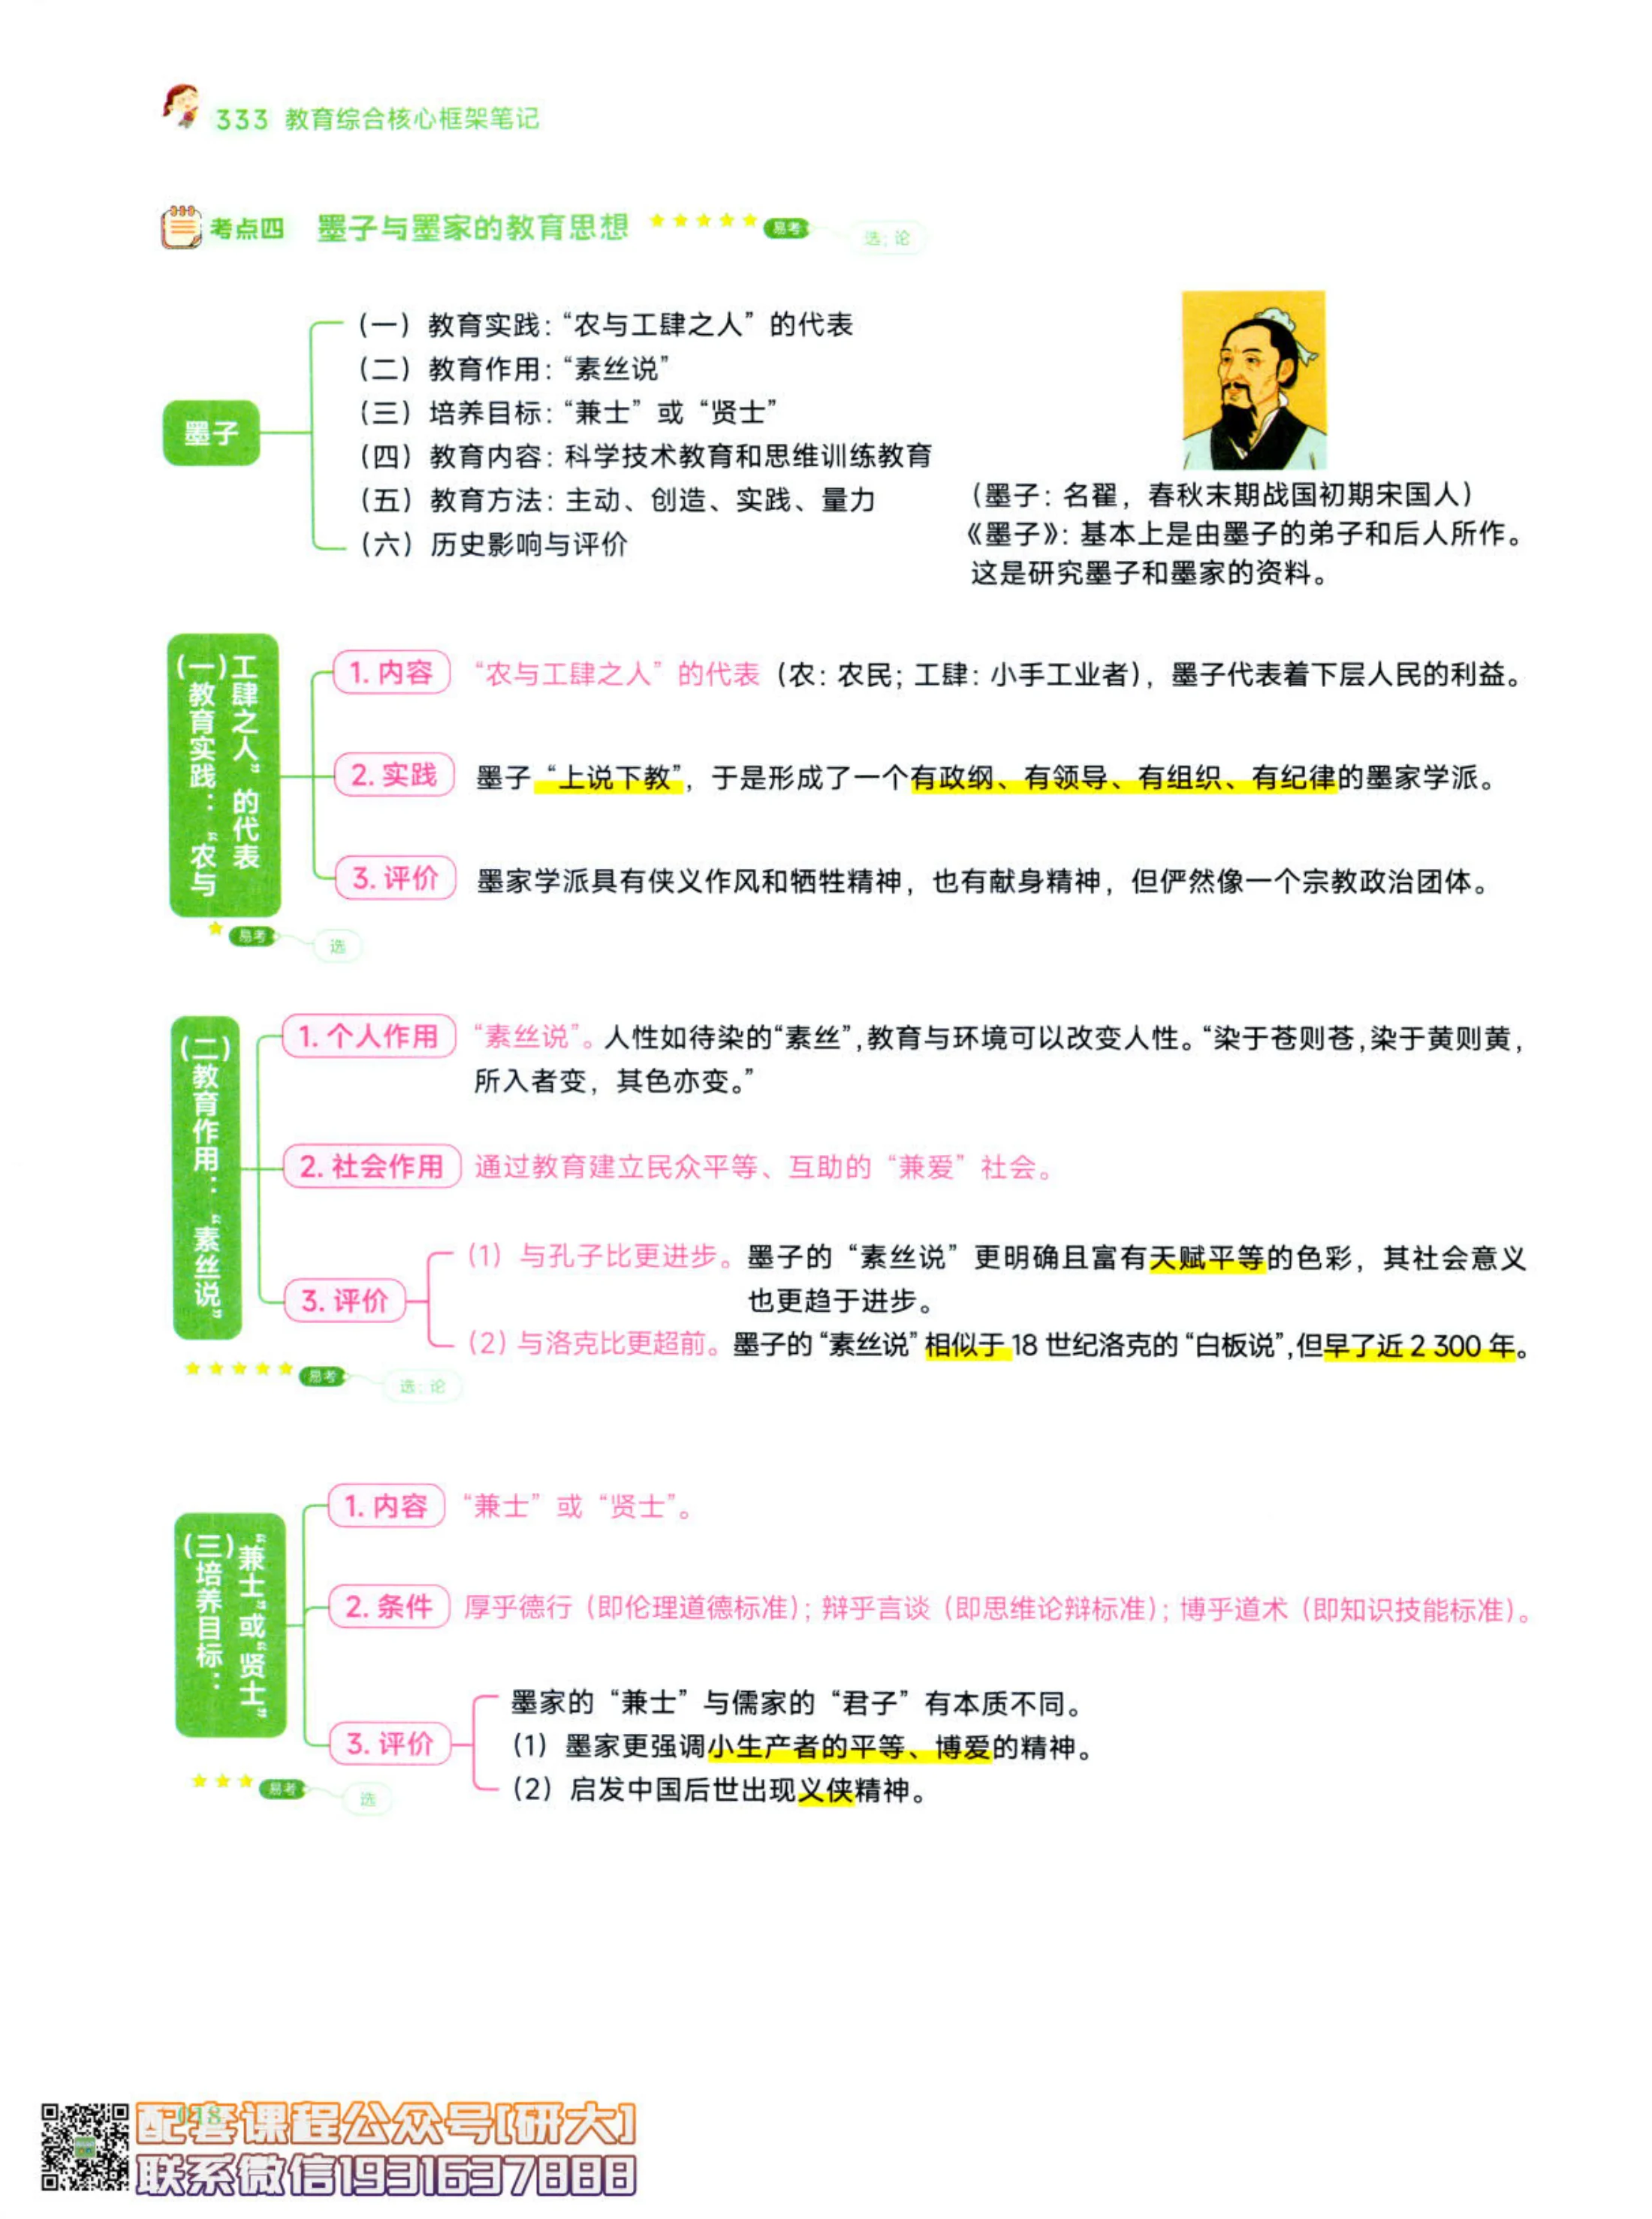 333 教育综合核心框架笔记
考点四 墨子与墨家的教育思想 易考 选；论
墨子
（一）教育实践：“农与工肆之人”的代表
（二）教育作用：“素丝说”
（三）培养目标：“兼士”或“贤士”
（四）教育内容：科学技术教育和思维训练教育
（五）教育方法：主动、创造、实践、量力
（六）历史影响与评价
（墨子：名翟，春秋末期战国初期宋国人）
《墨子》：基本上是由墨子的弟子和后人所作。
这是研究墨子和墨家的资料。
（一）教育实践：“农与
工肆之人”的代表
1. 内容 “农与工肆之人”的代表（农：农民；工肆：小手工业者），墨子代表着下层人民的利益。
2. 实践 墨子“上说下教”，于是形成了一个有政纲、有领导、有组织、有纪律的墨家学派。
3. 评价 墨家学派具有侠义作风和牺牲精神，也有献身精神，但俨然像一个宗教政治团体。
易考 选
（二）教育作用：“素丝说”
1. 个人作用 “素丝说”。人性如待染的“素丝”，教育与环境可以改变人性。“染于苍则苍，染于黄则黄，
所入者变，其色亦变。”
2. 社会作用 通过教育建立民众平等、互助的“兼爱”社会。
3. 评价
（1）与孔子比更进步。墨子的“素丝说”更明确且富有天赋平等的色彩，其社会意义
也更趋于进步。
（2）与洛克比更超前。墨子的“素丝说”相似于 18 世纪洛克的“白板说”，但早了近 2 300 年。
易考 选；论
（三）培养目标：
“兼士”或“贤士”
1. 内容 “兼士”或“贤士”。
2. 条件 厚乎德行（即伦理道德标准）；辩乎言谈（即思维论辩标准）；博乎道术（即知识技能标准）。
3. 评价
墨家的“兼士”与儒家的“君子”有本质不同。
（1）墨家更强调小生产者的平等、博爱的精神。
（2）启发中国后世出现义侠精神。
易考 选
018
配套课程公众号[研大]
联系微信1931637888